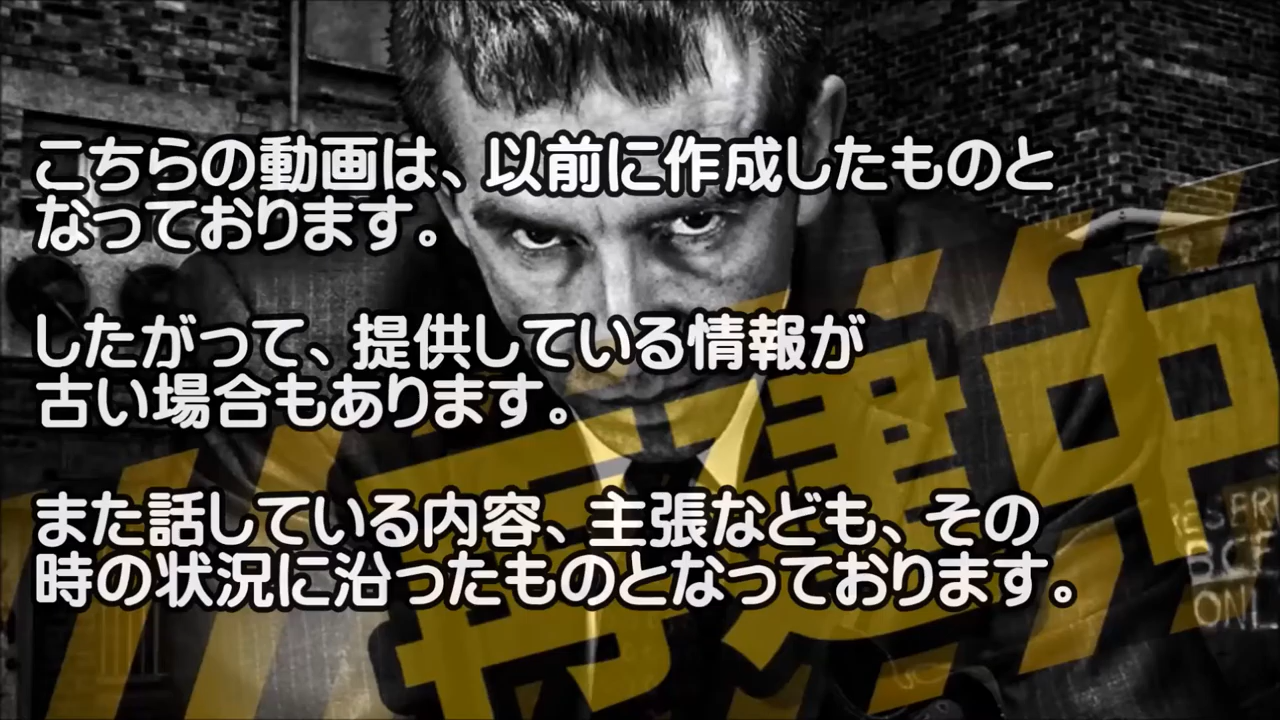 こちらの動画は、以前に作成したものと
なっております。
したがって、提供している情報が
古い場合もあります。
また話している内容、主張なども、その
時の状況に沿ったものとなっております。
再建中
ONL